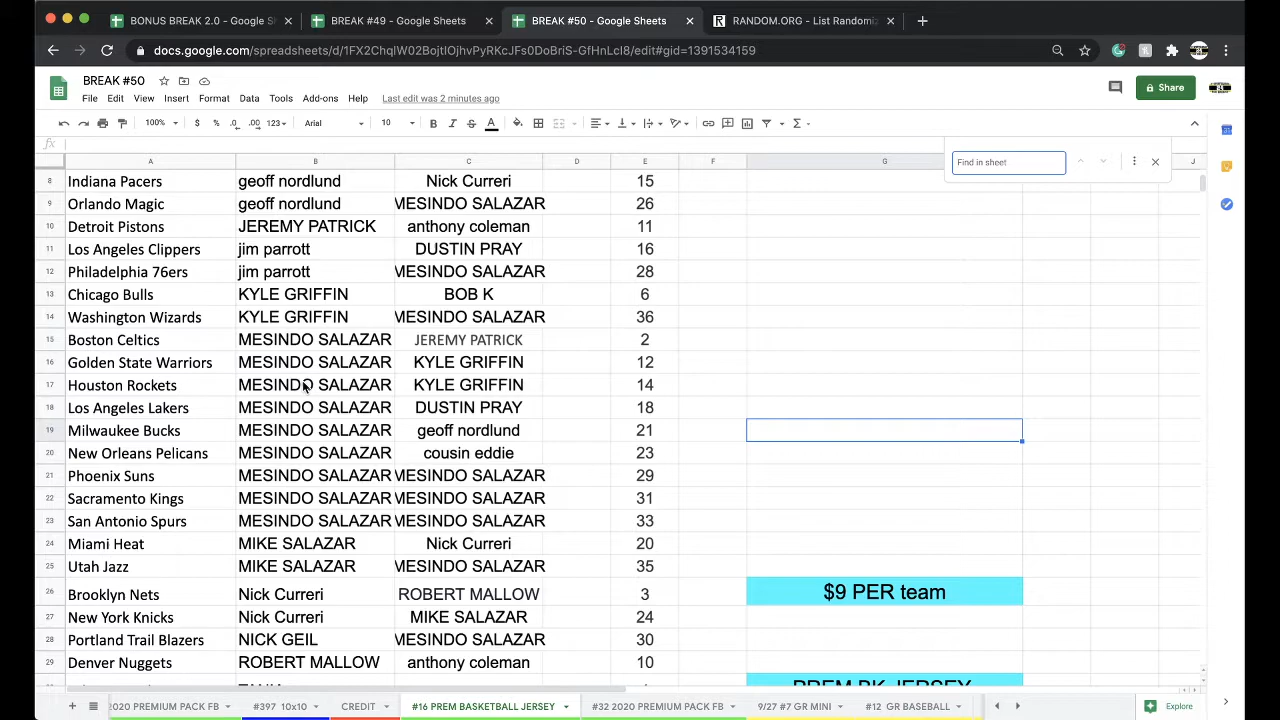 BONUS BREAK 2.0 - Google Sh
BREAK #49 - Google Sheets
BREAK #50 - Google Sheets
RANDOM.ORG - List Randomiz
docs.google.com/spreadsheets/d/1FX2ChqIW02BojtIOjhvPyRKcJFs0DoBriS-GfHnLcI8/edit#gid=1391534159
BREAK #50
File Edit View Insert Format Data Tools Add-ons Help Last edit was 2 minutes ago
Share
100% $ % .0 .00 123 Arial 10
Find in sheet
A B C D E F G J
8 Indiana Pacers geoff nordlund Nick Curreri 15
9 Orlando Magic geoff nordlund MESINDO SALAZAR 26
10 Detroit Pistons JEREMY PATRICK anthony coleman 11
11 Los Angeles Clippers jim parrott DUSTIN PRAY 16
12 Philadelphia 76ers jim parrott MESINDO SALAZAR 28
13 Chicago Bulls KYLE GRIFFIN BOB K 6
14 Washington Wizards KYLE GRIFFIN MESINDO SALAZAR 36
15 Boston Celtics MESINDO SALAZAR JEREMY PATRICK 2
16 Golden State Warriors MESINDO SALAZAR KYLE GRIFFIN 12
17 Houston Rockets MESINDO SALAZAR KYLE GRIFFIN 14
18 Los Angeles Lakers MESINDO SALAZAR DUSTIN PRAY 18
19 Milwaukee Bucks MESINDO SALAZAR geoff nordlund 21
20 New Orleans Pelicans MESINDO SALAZAR cousin eddie 23
21 Phoenix Suns MESINDO SALAZAR MESINDO SALAZAR 29
22 Sacramento Kings MESINDO SALAZAR MESINDO SALAZAR 31
23 San Antonio Spurs MESINDO SALAZAR MESINDO SALAZAR 33
24 Miami Heat MIKE SALAZAR Nick Curreri 20
25 Utah Jazz MIKE SALAZAR MESINDO SALAZAR 35
26 Brooklyn Nets Nick Curreri ROBERT MALLOW 3 $9 PER team
27 New York Knicks Nick Curreri MIKE SALAZAR 24
28 Portland Trail Blazers NICK GEIL MESINDO SALAZAR 30
29 Denver Nuggets ROBERT MALLOW anthony coleman 10
PREM BK JERSEY
2020 PREMIUM PACK FB #397 10x10 CREDIT #16 PREM BASKETBALL JERSEY #32 2020 PREMIUM PACK FB 9/27 #7 GR MINI #12 GR BASEBALL Explore